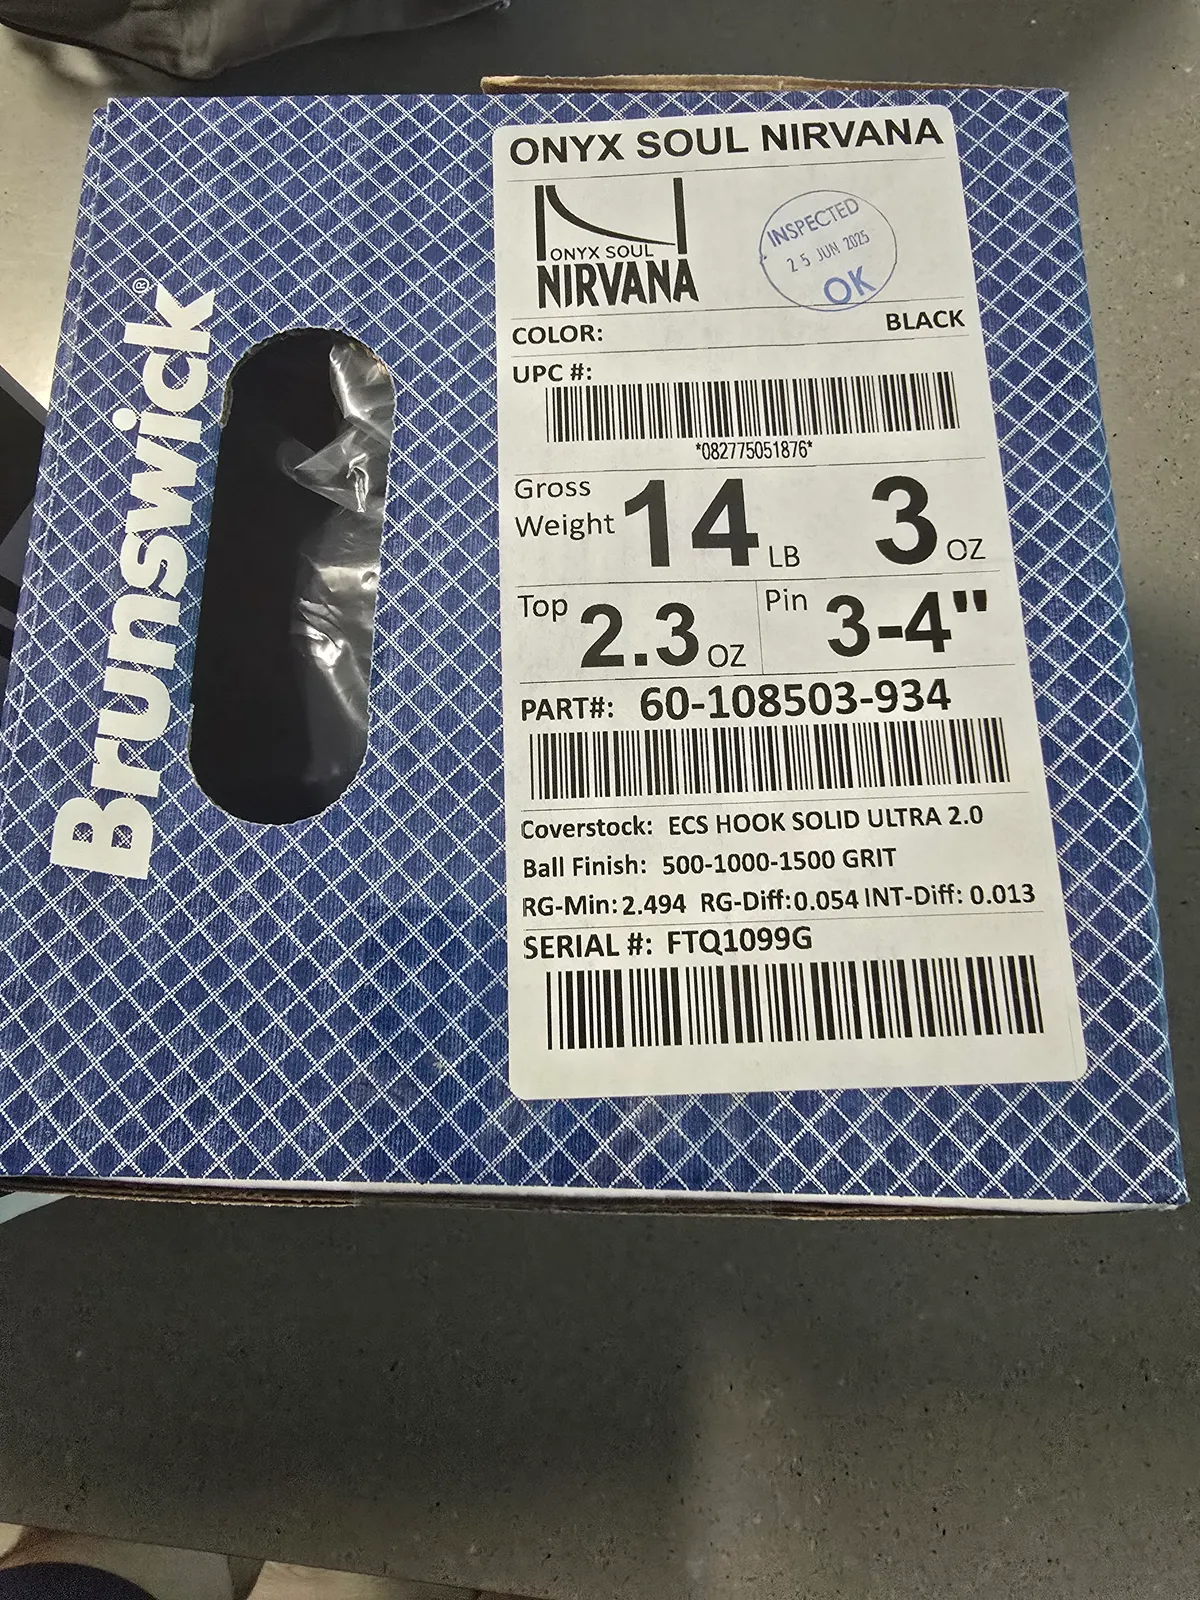 Brunswick®
ONYX SOUL NIRVANA
ONYX SOUL
NIRVANA
INSPECTED
25 JUN 2025
OK
COLOR: BLACK
UPC #:
*082775051876*
Gross Weight 14 LB 3 OZ
Top 2.3 OZ Pin 3-4"
PART#: 60-108503-934
Coverstock: ECS HOOK SOLID ULTRA 2.0
Ball Finish: 500-1000-1500 GRIT
RG-Min: 2.494 RG-Diff: 0.054 INT-Diff: 0.013
SERIAL #: FTQ1099G